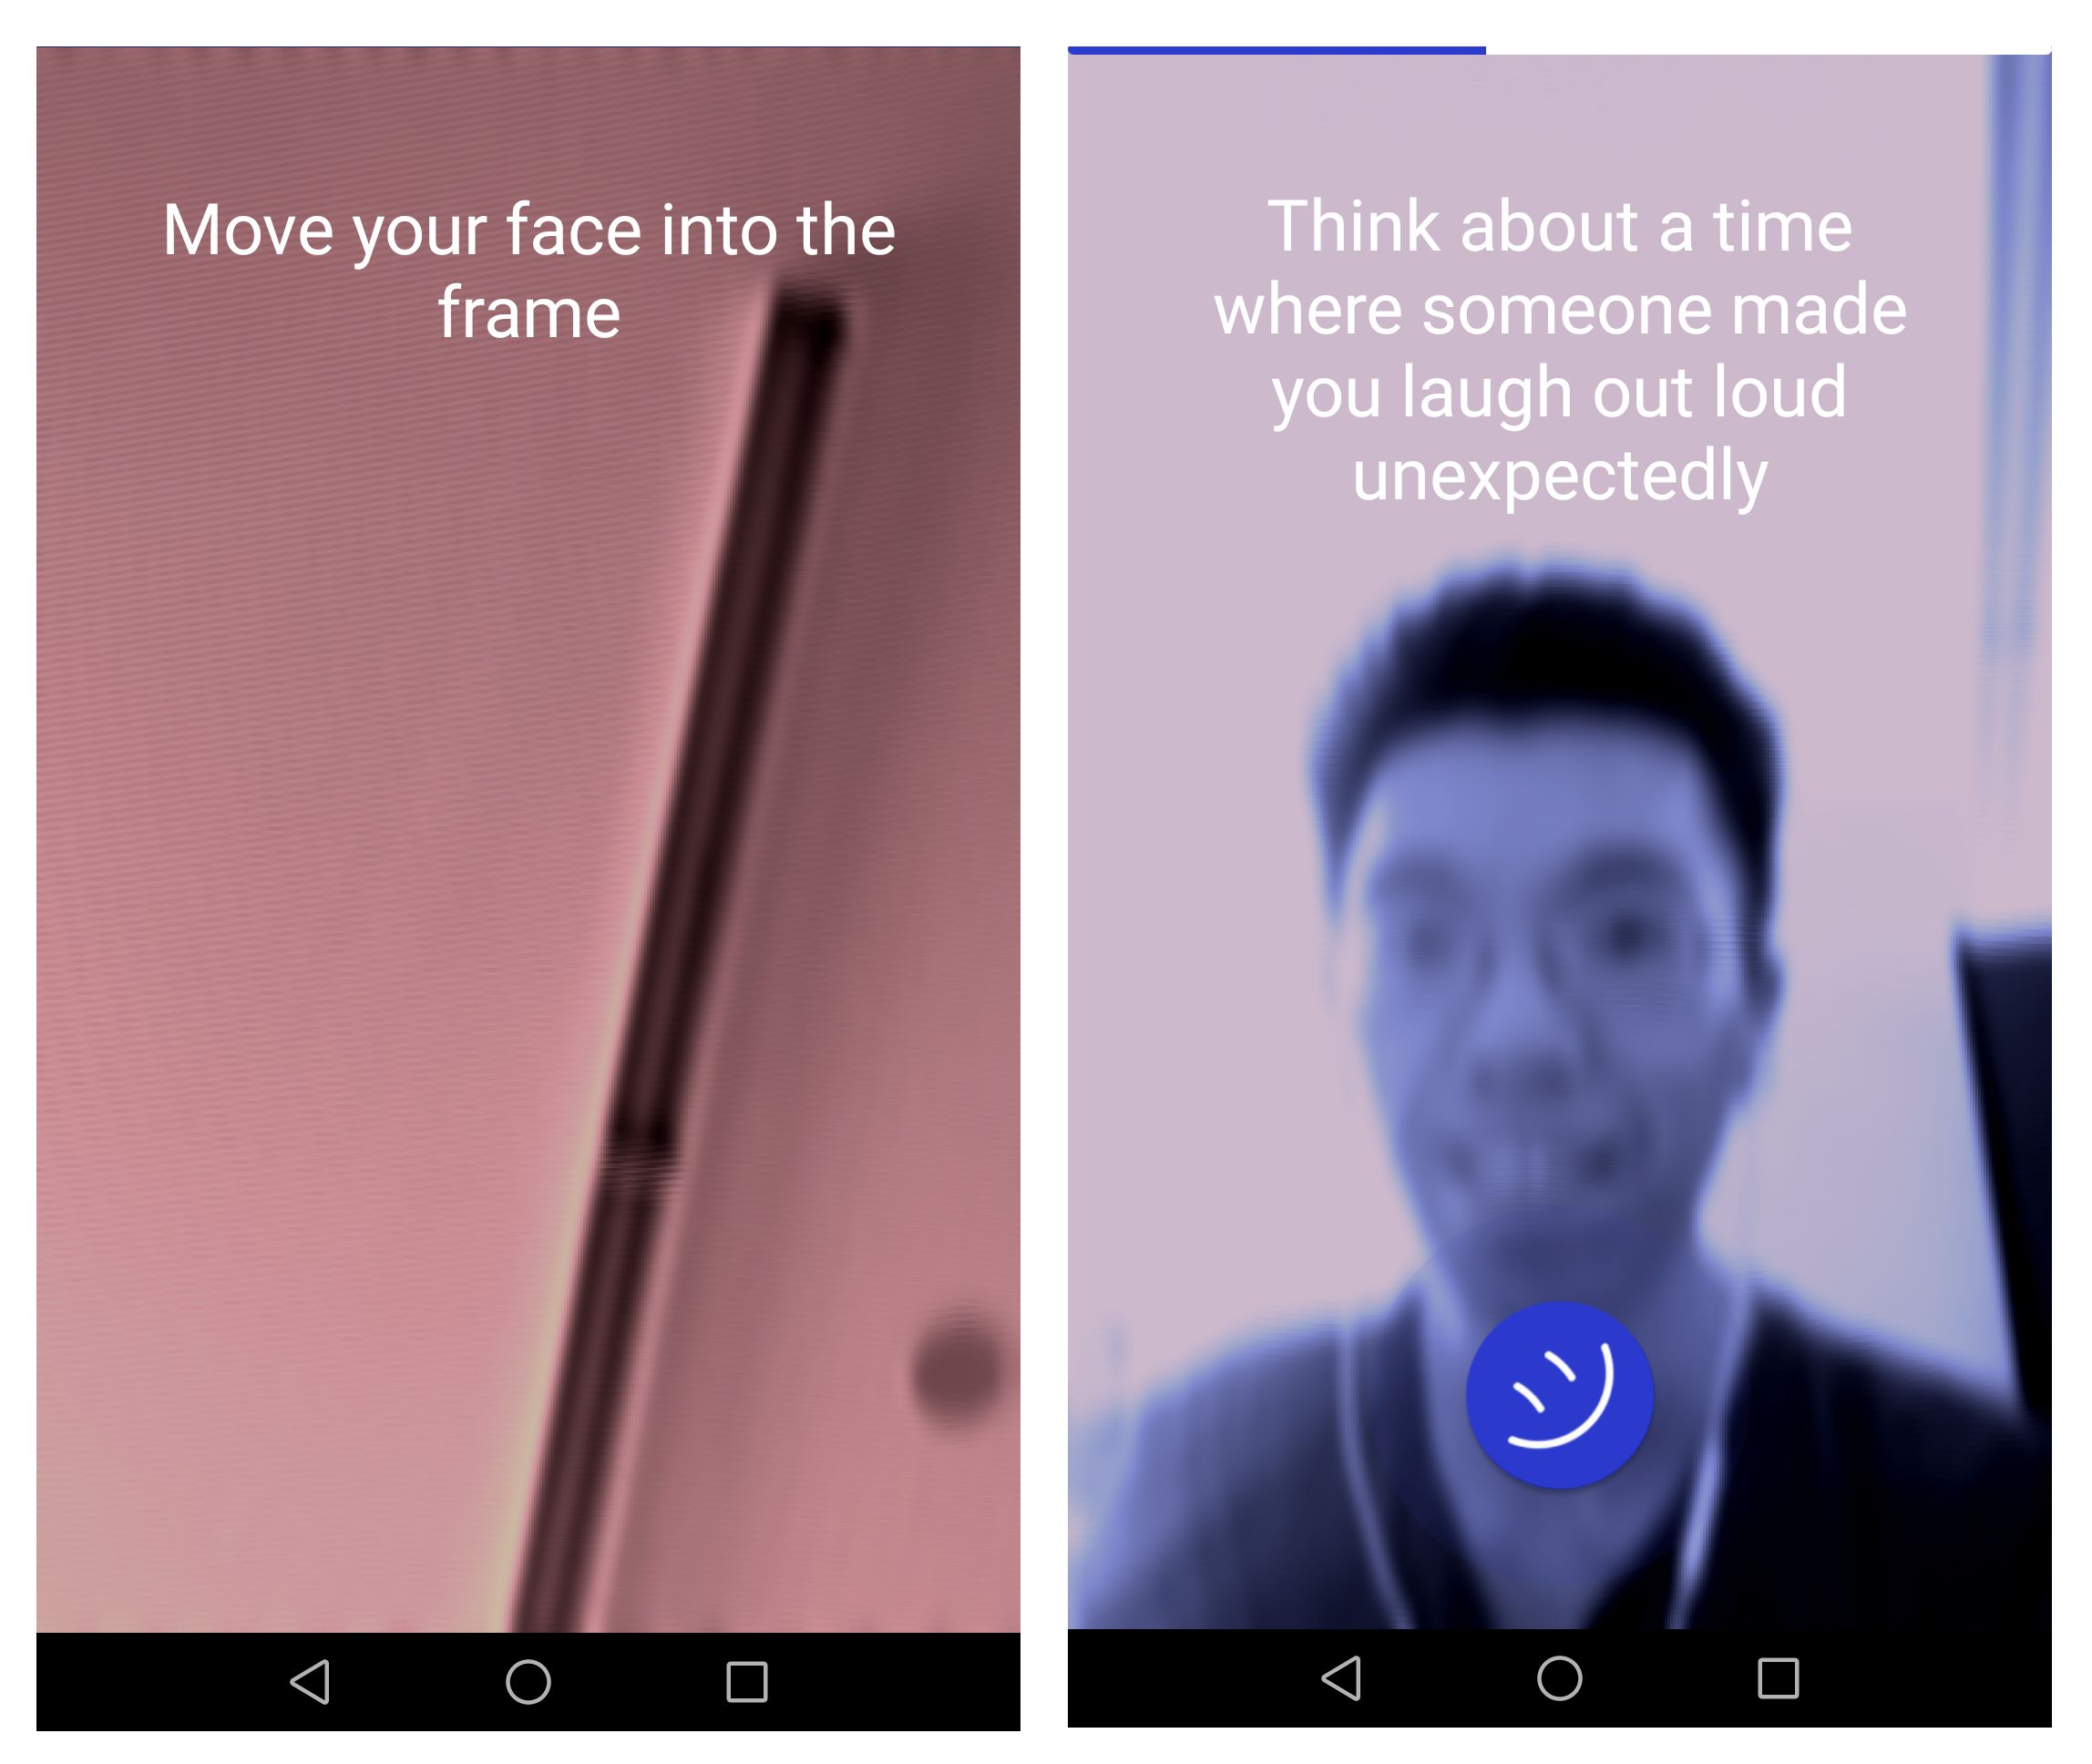 Move your face into the
frame
Think about a time
where someone made
you laugh out loud
unexpectedly